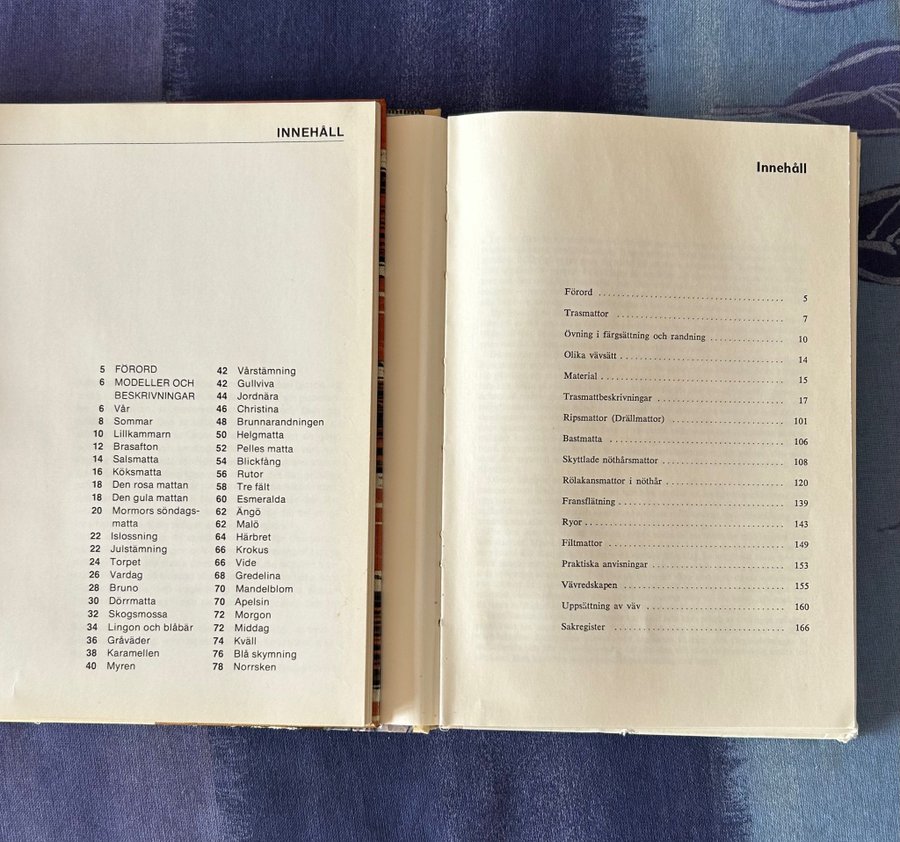 INNEHÅLL
5 FÖRORD
6 MODELLER OCH
BESKRIVNINGAR
6 Vår
8 Sommar
10 Lillkammarn
12 Brasafton
14 Salsmatta
16 Köksmatta
18 Den rosa mattan
18 Den gula mattan
20 Mormors söndags-
matta
22 Islossning
22 Julstämning
24 Torpet
26 Vardag
28 Bruno
30 Dörrmatta
32 Skogsmossa
34 Lingon och blåbär
36 Gråväder
38 Karamellen
40 Myren
42 Vårstämning
42 Gullviva
44 Jordnära
46 Christina
48 Brunnarandningen
50 Helgmatta
52 Pelles matta
54 Blickfång
56 Rutor
58 Tre fält
60 Esmeralda
62 Ängö
62 Malö
64 Härbret
66 Krokus
66 Vide
68 Gredelina
70 Mandelblom
70 Apelsin
72 Morgon
72 Middag
74 Kväll
76 Blå skymning
78 Norrsken
Innehåll
Förord 5
Trasmattor 7
Övning i färgsättning och randning 10
Olika vävsätt 14
Material 15
Trasmattbeskrivningar 17
Ripsmattor (Drällmattor) 101
Bastmatta 106
Skyttlade nöthårsmattor 108
Rölakansmattor i nöthår 120
Fransflätning 139
Ryor 143
Filtmattor 149
Praktiska anvisningar 153
Vävredskapen 155
Uppsättning av väv 160
Sakregister 166